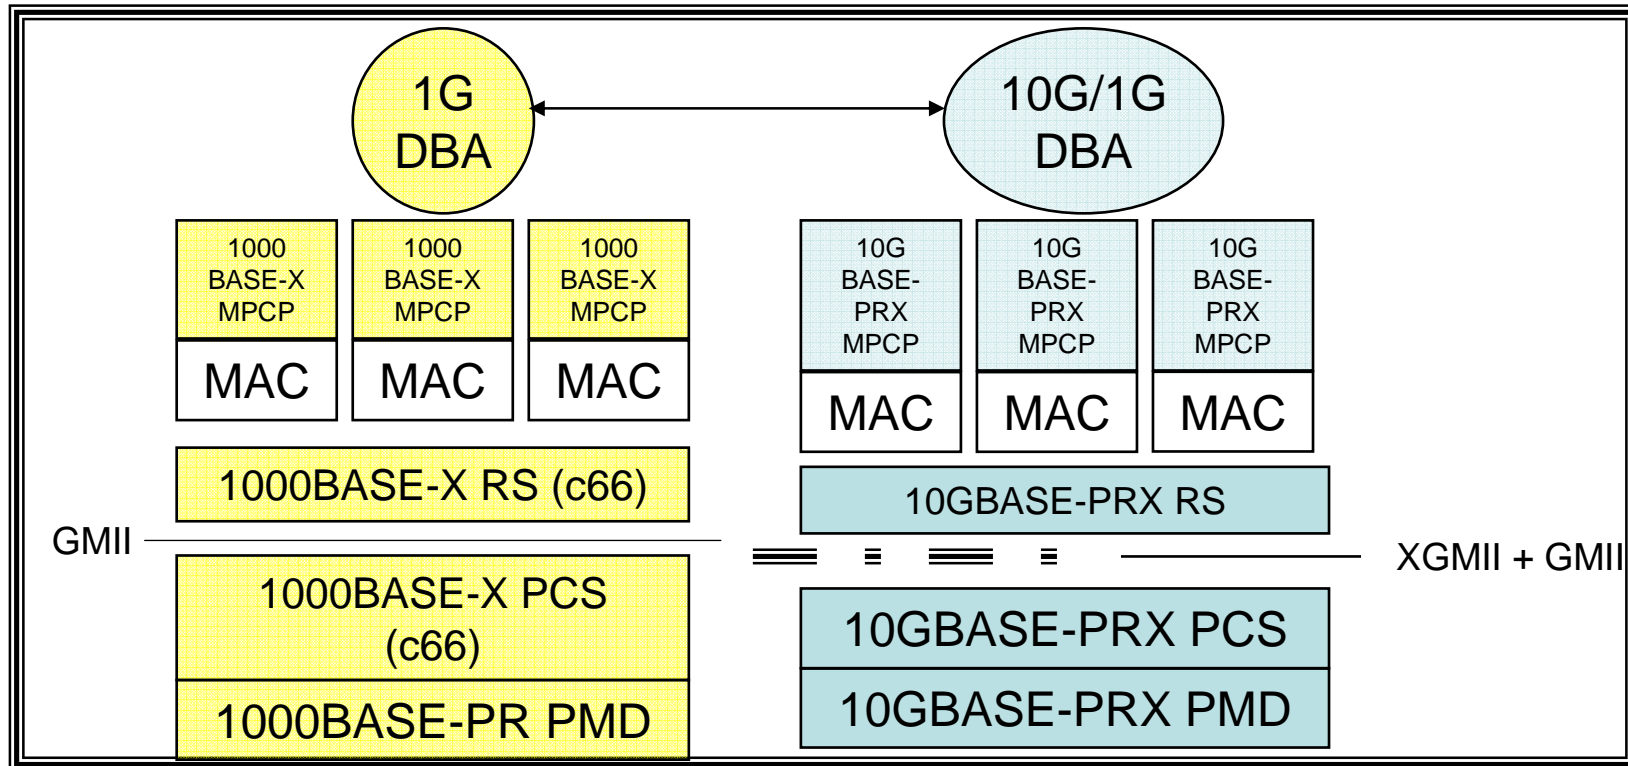 1G
DBA
10G/1G
DBA
1000
BASE-X
MPCP
1000
BASE-X
MPCP
1000
BASE-X
MPCP
10G
BASE-
PRX
MPCP
10G
BASE-
PRX
MPCP
10G
BASE-
PRX
MPCP
MAC
MAC
MAC
MAC
MAC
MAC
1000BASE-X RS (c66)
10GBASE-PRX RS
GMII
XGMII + GMII
1000BASE-X PCS
(c66)
10GBASE-PRX PCS
1000BASE-PR PMD
10GBASE-PRX PMD